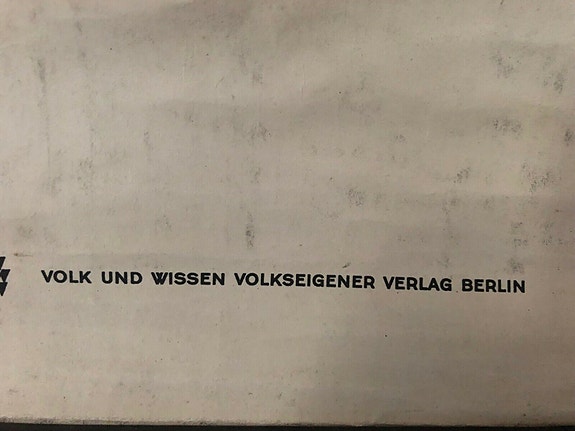 VOLK UND WISSEN VOLKSEIGENER VERLAG BERLIN